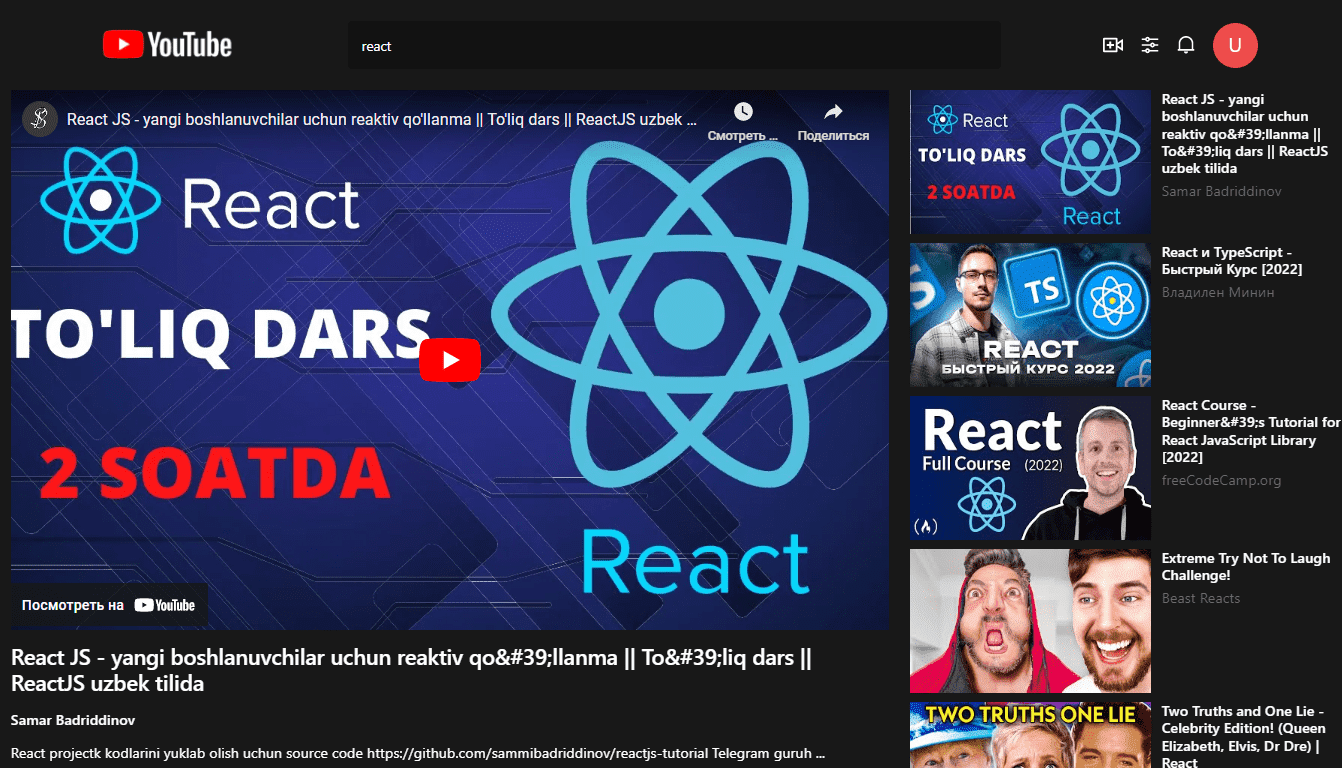 YouTube
react
U
React JS - yangi boshlanuvchilar uchun reaktiv qo'llanma || To'liq dars || ReactJS uzbek ...
Смотреть ...
Поделиться
React
TO'LIQ DARS
2 SOATDA
React
Посмотреть на YouTube
React JS - yangi boshlanuvchilar uchun reaktiv qo&#39;llanma || To&#39;liq dars ||
ReactJS uzbek tilida
Samar Badriddinov
React projectk kodlarini yuklab olish uchun source code https://github.com/sammibadriddinov/reactjs-tutorial Telegram guruh ...
React
TO'LIQ DARS
2 SOATDA
React
React JS - yangi
boshlanuvchilar uchun
reaktiv qo&#39;llanma ||
To&#39;liq dars || ReactJS
uzbek tilida
Samar Badriddinov
S
TS
REACT
БЫСТРЫЙ КУРС 2022
React и TypeScript -
Быстрый Курс [2022]
Владилен Минин
React
Full Course (2022)
React Course -
Beginner&#39;s Tutorial for
React JavaScript Library
[2022]
freeCodeCamp.org
Extreme Try Not To Laugh
Challenge!
Beast Reacts
TWO TRUTHS ONE LIE
Two Truths and One Lie -
Celebrity Edition! (Queen
Elizabeth, Elvis, Dr Dre) |
React